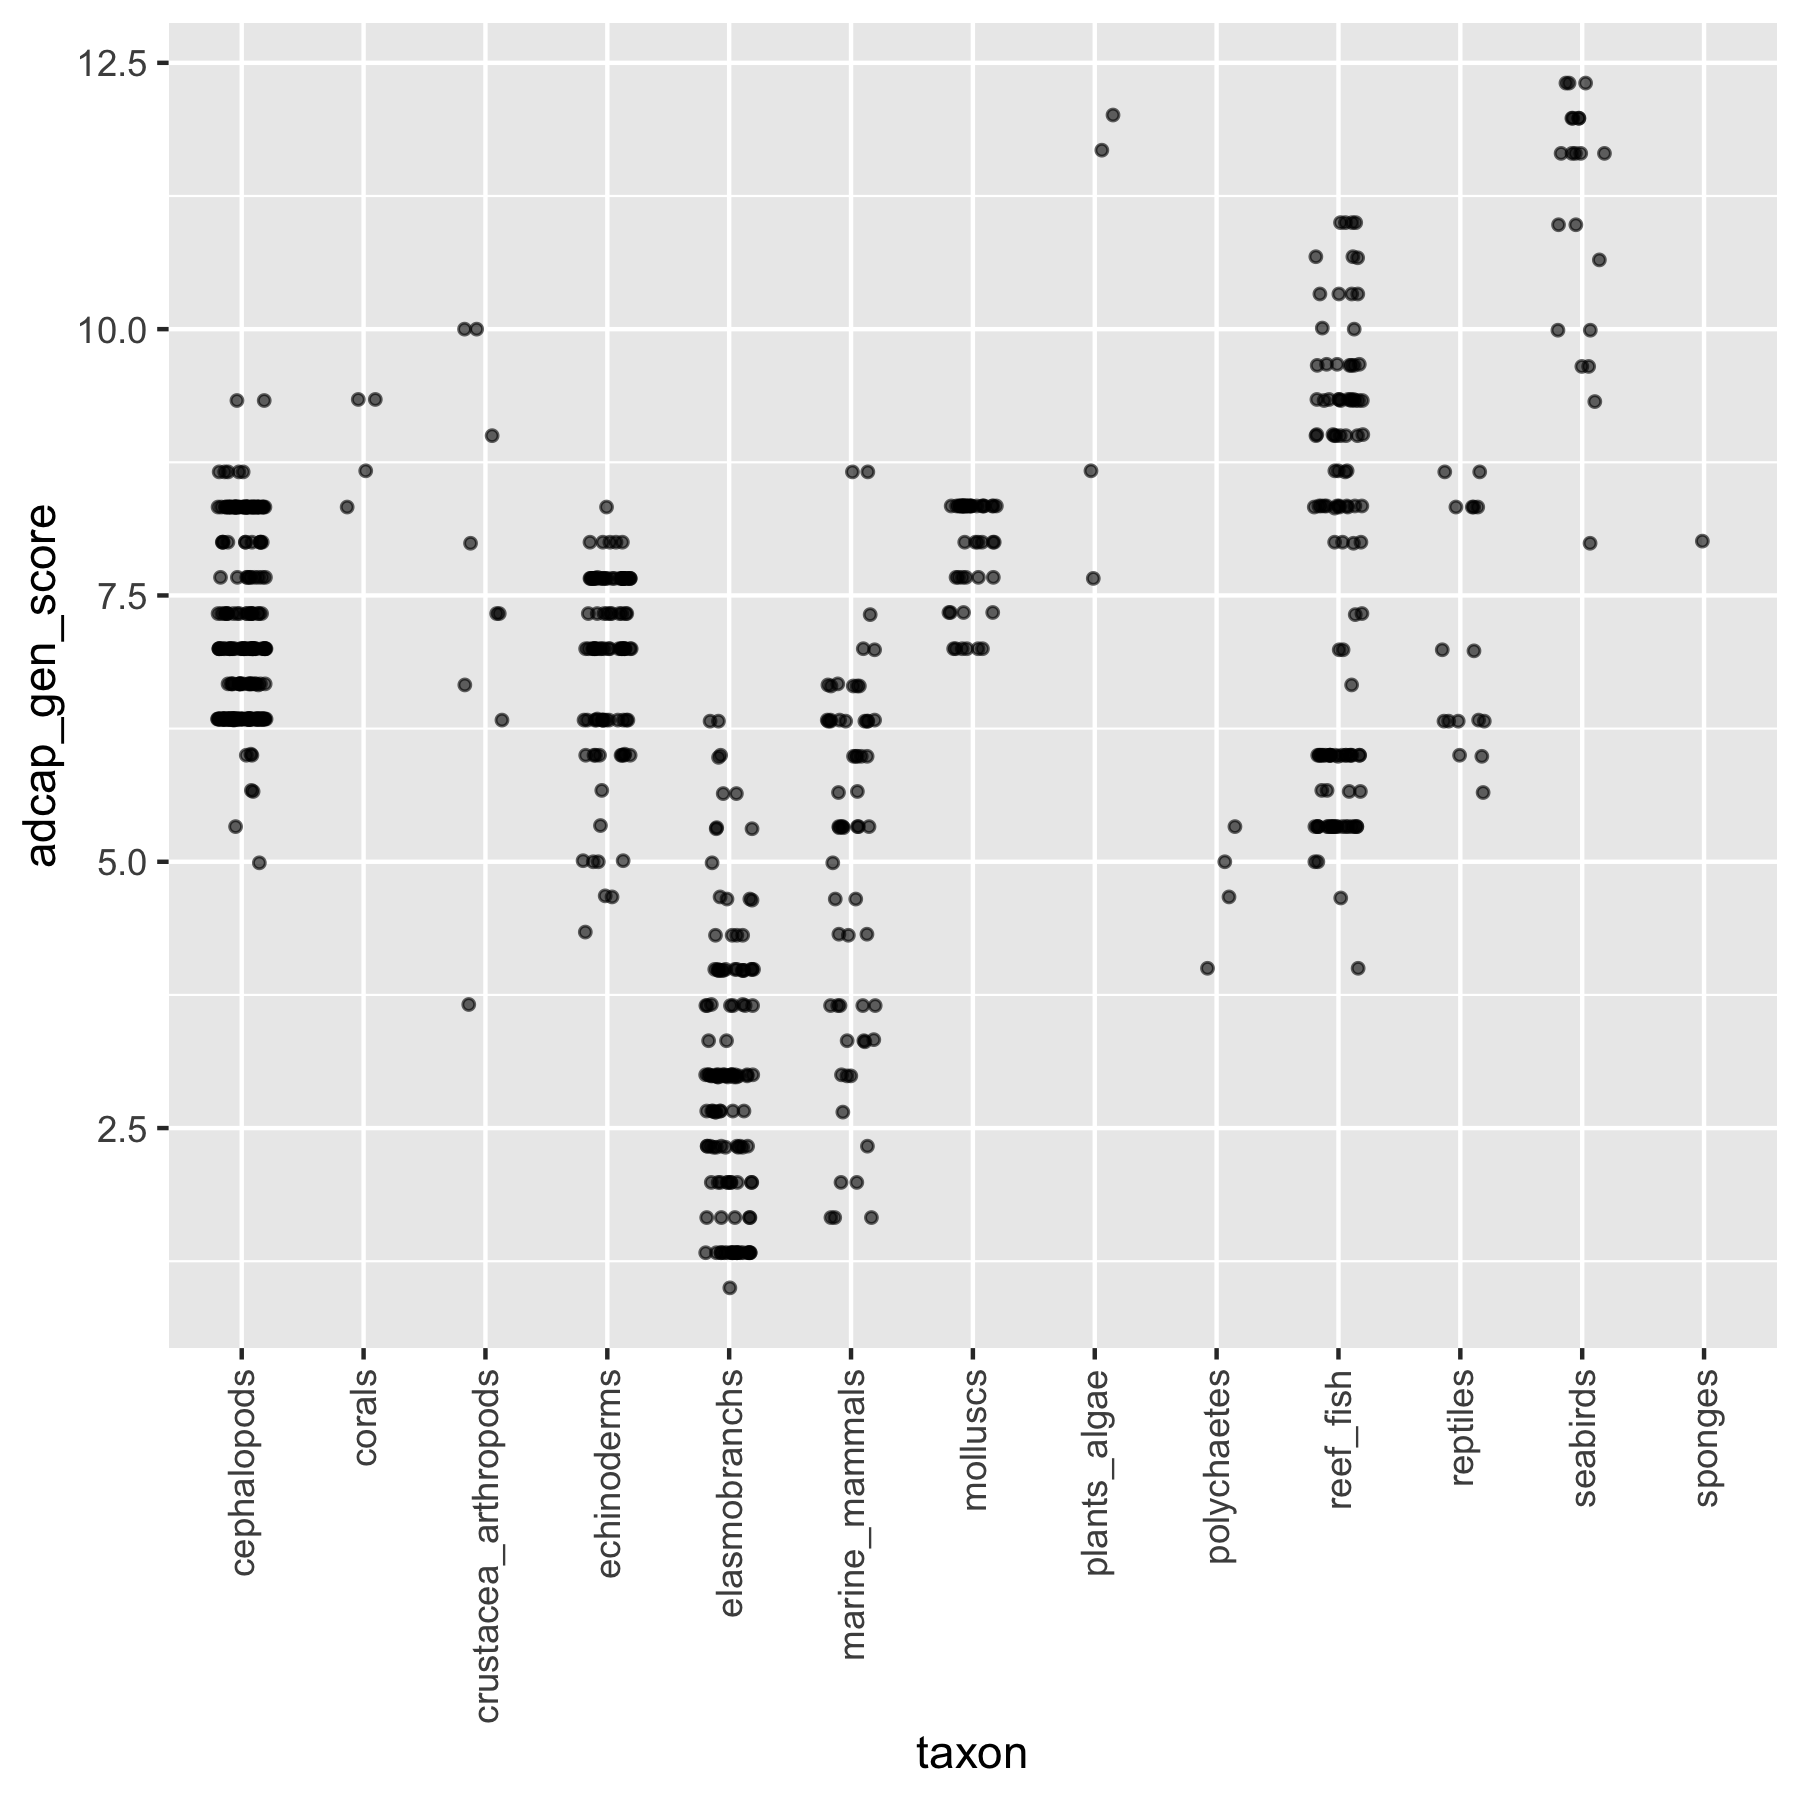 adcap_gen_score
12.5
10.0
7.5
5.0
2.5
cephalopods
corals
crustacea_arthropods
echinoderms
elasmobranchs
marine_mammals
molluscs
plants_algae
polychaetes
reef_fish
reptiles
seabirds
sponges
taxon